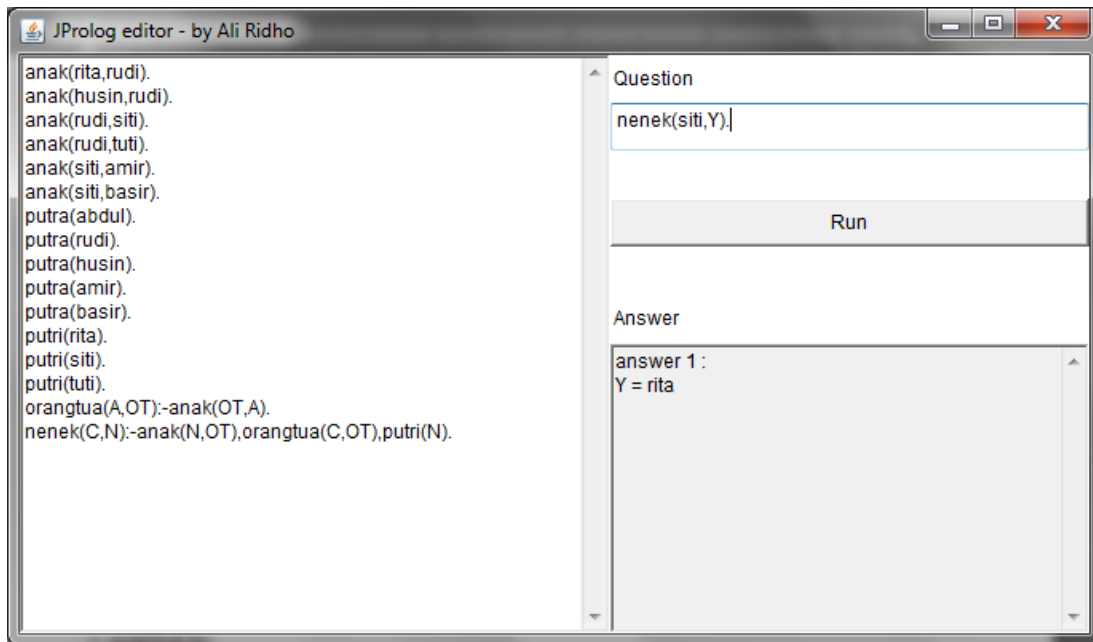 JProlog editor - by Ali Ridho
anak(rita,rudi).
anak(husin,rudi).
anak(rudi,siti).
anak(rudi,tuti).
anak(siti,amir).
anak(siti,basir).
putra(abdul).
putra(rudi).
putra(husin).
putra(amir).
putra(basir).
putri(rita).
putri(siti).
putri(tuti).
orangtua(A,OT):-anak(OT,A).
nenek(C,N):-anak(N,OT),orangtua(C,OT),putri(N).
Question
nenek(siti,Y).
Run
Answer
answer 1 :
Y = rita